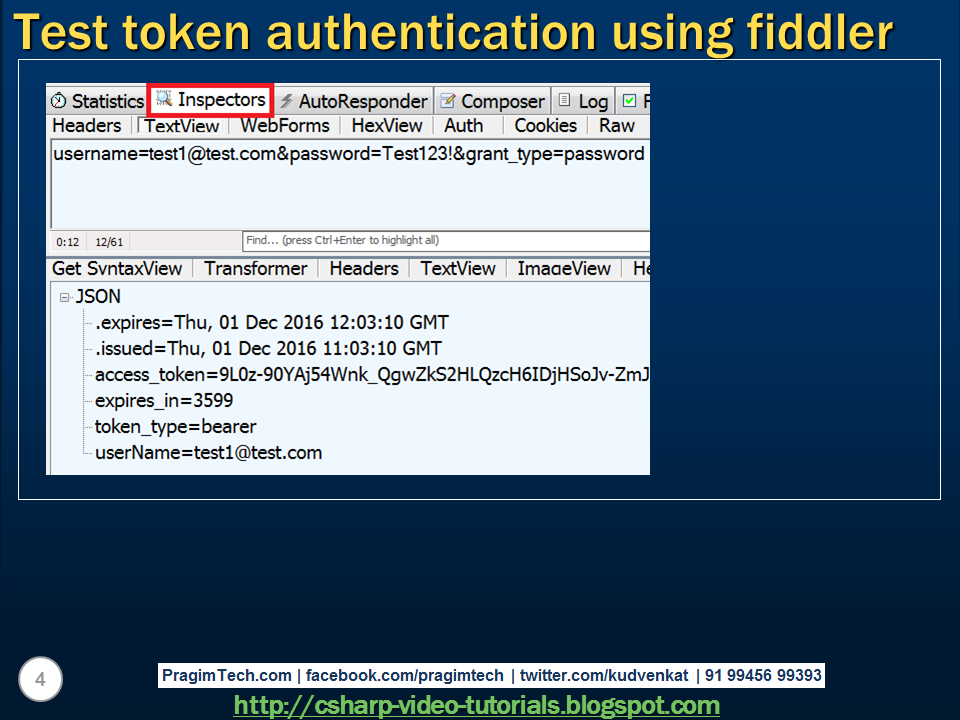 Test token authentication using fiddler
Statistics Inspectors AutoResponder Composer Log F
Headers TextView WebForms HexView Auth Cookies Raw
username=test1@test.com&password=Test123!&grant_type=password
0:12 12/61 Find... (press Ctrl+Enter to highlight all)
Get SyntaxView Transformer Headers TextView ImageView He
JSON
.expires=Thu, 01 Dec 2016 12:03:10 GMT
.issued=Thu, 01 Dec 2016 11:03:10 GMT
access_token=9L0z-90YAj54Wnk_QgwZkS2HLQzcH6IDjHSoJv-ZmJ
expires_in=3599
token_type=bearer
userName=test1@test.com
4
PragimTech.com | facebook.com/pragimtech | twitter.com/kudvenkat | 91 99456 99393
http://csharp-video-tutorials.blogspot.com